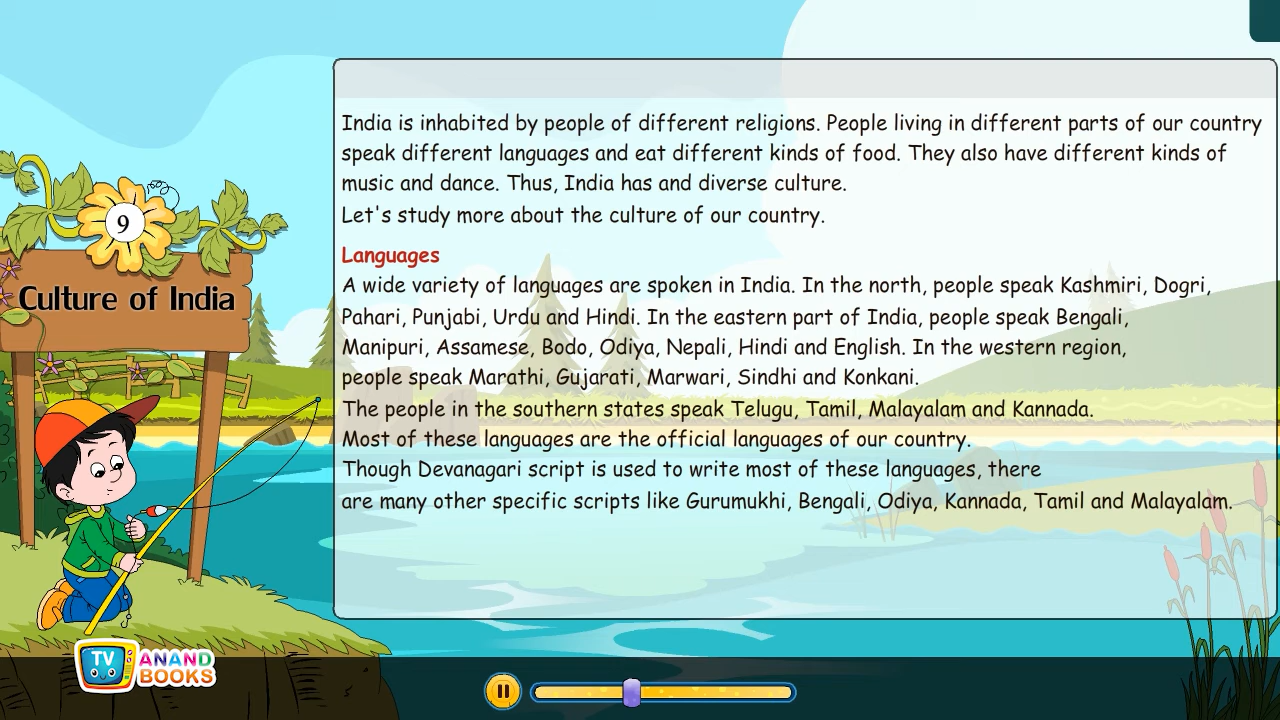 9
Culture of India
India is inhabited by people of different religions. People living in different parts of our country
speak different languages and eat different kinds of food. They also have different kinds of
music and dance. Thus, India has and diverse culture.
Let's study more about the culture of our country.
Languages
A wide variety of languages are spoken in India. In the north, people speak Kashmiri, Dogri,
Pahari, Punjabi, Urdu and Hindi. In the eastern part of India, people speak Bengali,
Manipuri, Assamese, Bodo, Odiya, Nepali, Hindi and English. In the western region,
people speak Marathi, Gujarati, Marwari, Sindhi and Konkani.
The people in the southern states speak Telugu, Tamil, Malayalam and Kannada.
Most of these languages are the official languages of our country.
Though Devanagari script is used to write most of these languages, there
are many other specific scripts like Gurumukhi, Bengali, Odiya, Kannada, Tamil and Malayalam.
TV
ANAND
BOOKS